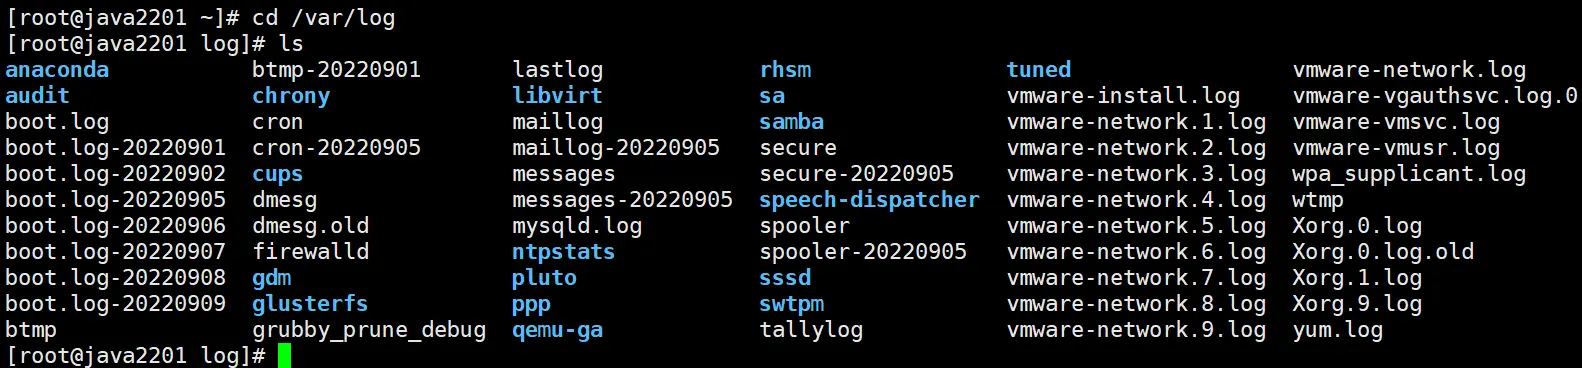 [root@java2201 ~]# cd /var/log
[root@java2201 log]# ls
anaconda btmp-20220901 lastlog rhsm tuned vmware-network.log
audit chrony libvirt sa vmware-install.log vmware-vgauthsvc.log.0
boot.log cron maillog samba vmware-network.1.log vmware-vmsvc.log
boot.log-20220901 cron-20220905 maillog-20220905 secure vmware-network.2.log vmware-vmusr.log
boot.log-20220902 cups messages secure-20220905 vmware-network.3.log wpa_supplicant.log
boot.log-20220905 dmesg messages-20220905 speech-dispatcher vmware-network.4.log wtmp
boot.log-20220906 dmesg.old mysqld.log spooler vmware-network.5.log Xorg.0.log
boot.log-20220907 firewalld ntpstats spooler-20220905 vmware-network.6.log Xorg.0.log.old
boot.log-20220908 gdm pluto sssd vmware-network.7.log Xorg.1.log
boot.log-20220909 glusterfs ppp swtpm vmware-network.8.log Xorg.9.log
btmp grubby_prune_debug qemu-ga tallylog vmware-network.9.log yum.log
[root@java2201 log]#